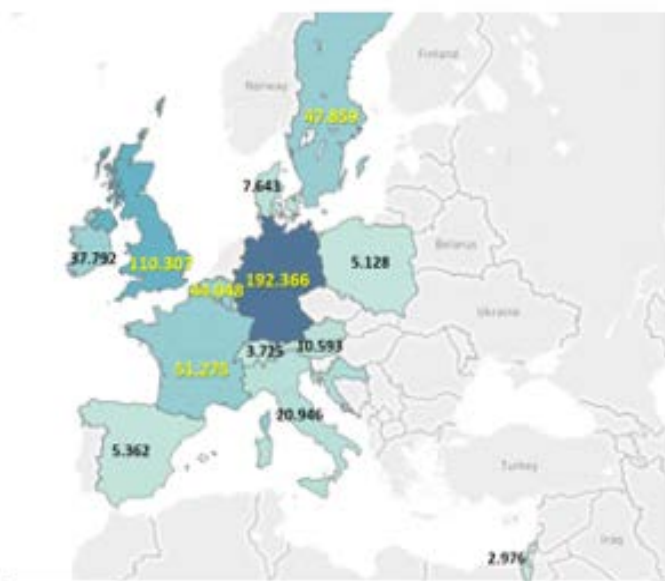 Finland
Norway
47.859
7.643
37.792
110.307
5.128
Belarus
192.366
Ukraine
3.725
10.593
51.275
20.946
5.362
Turkey
Iraq
2.976